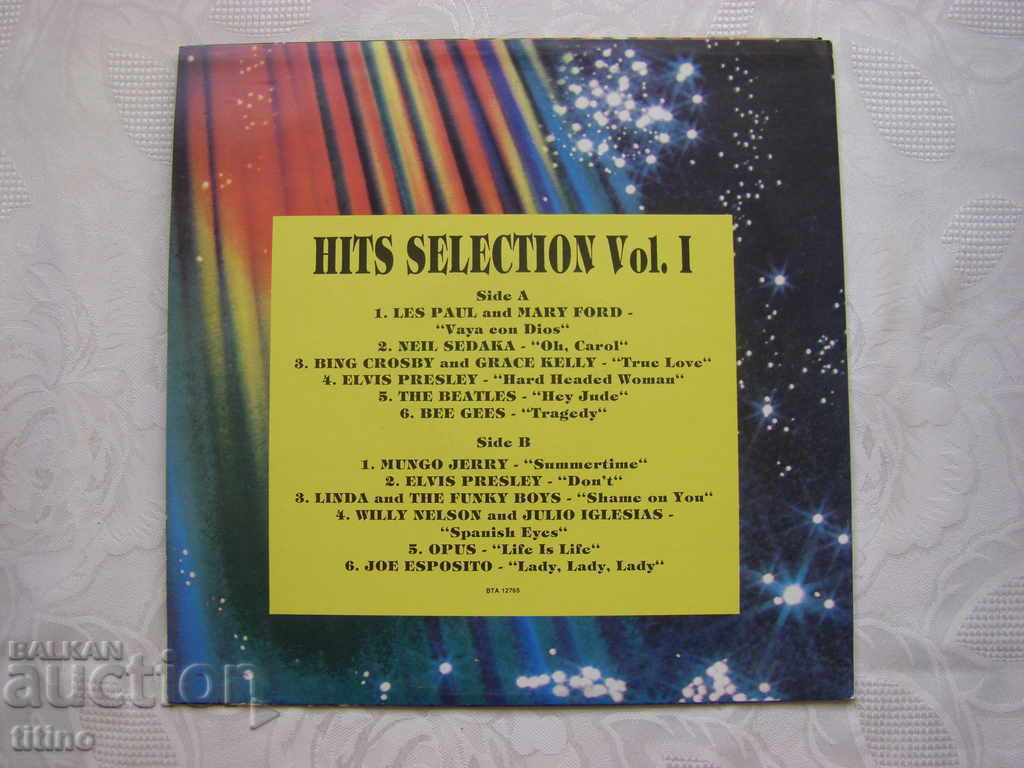 HITS SELECTION Vol. I
Side A
1. LES PAUL and MARY FORD -
“Vaya con Dios“
2. NEIL SEDAKA - “Oh, Carol“
3. BING CROSBY and GRACE KELLY - “True Love“
4. ELVIS PRESLEY - “Hard Headed Woman“
5. THE BEATLES - “Hey Jude“
6. BEE GEES - “Tragedy“
Side B
1. MUNGO JERRY - “Summertime“
2. ELVIS PRESLEY - “Don't“
3. LINDA and THE FUNKY BOYS - “Shame on You“
4. WILLY NELSON and JULIO IGLESIAS -
“Spanish Eyes“
5. OPUS - “Life Is Life“
6. JOE ESPOSITO - “Lady, Lady, Lady“
BTA 12765
BALKAN
auction
titino